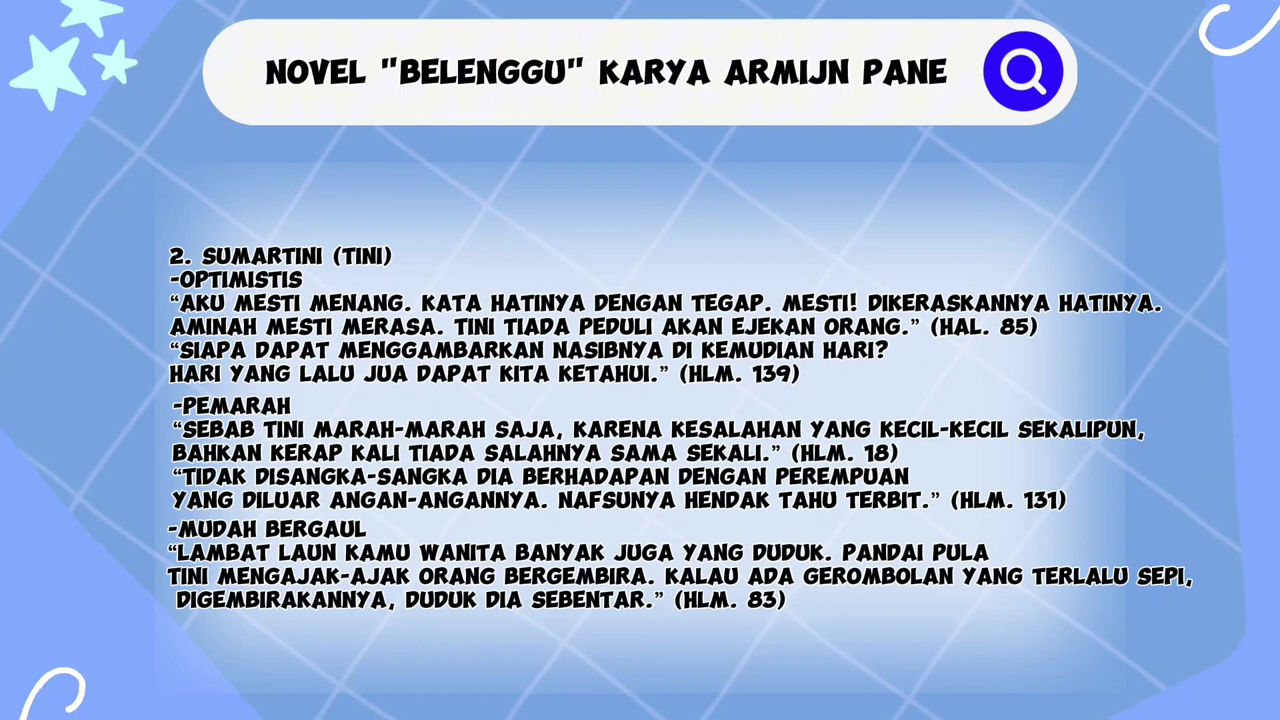 NOVEL "BELENGGU" KARYA ARMIJN PANE
2. SUMARTINI (TINI)
-OPTIMISTIS
“AKU MESTI MENANG. KATA HATINYA DENGAN TEGAP. MESTI! DIKERASKANNYA HATINYA.
AMINAH MESTI MERASA. TINI TIADA PEDULI AKAN EJEKAN ORANG.” (HAL. 85)
“SIAPA DAPAT MENGGAMBARKAN NASIBNYA DI KEMUDIAN HARI?
HARI YANG LALU JUA DAPAT KITA KETAHUI.” (HLM. 139)
-PEMARAH
“SEBAB TINI MARAH-MARAH SAJA, KARENA KESALAHAN YANG KECIL-KECIL SEKALIPUN,
BAHKAN KERAP KALI TIADA SALAHNYA SAMA SEKALI.” (HLM. 18)
“TIDAK DISANGKA-SANGKA DIA BERHADAPAN DENGAN PEREMPUAN
YANG DILUAR ANGAN-ANGANNYA. NAFSUNYA HENDAK TAHU TERBIT.” (HLM. 131)
-MUDAH BERGAUL
“LAMBAT LAUN KAMU WANITA BANYAK JUGA YANG DUDUK. PANDAI PULA
TINI MENGAJAK-AJAK ORANG BERGEMBIRA. KALAU ADA GEROMBOLAN YANG TERLALU SEPI,
DIGEMBIRAKANNYA, DUDUK DIA SEBENTAR.” (HLM. 83)